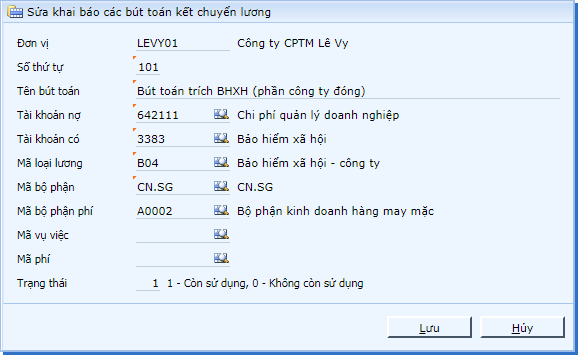 Sửa khai báo các bút toán kết chuyển lương
Đơn vị LEVY01 Công ty CPTM Lê Vy
Số thứ tự 101
Tên bút toán Bút toán trích BHXH (phần công ty đóng)
Tài khoản nợ 642111 Chi phí quản lý doanh nghiệp
Tài khoản có 3383 Bảo hiểm xã hội
Mã loại lương B04 Bảo hiểm xã hội - công ty
Mã bộ phận CN.SG CN.SG
Mã bộ phận phí A0002 Bộ phận kinh doanh hàng may mặc
Mã vụ việc
Mã phí
Trạng thái 1 1 - Còn sử dụng, 0 - Không còn sử dụng
Lưu Hủy